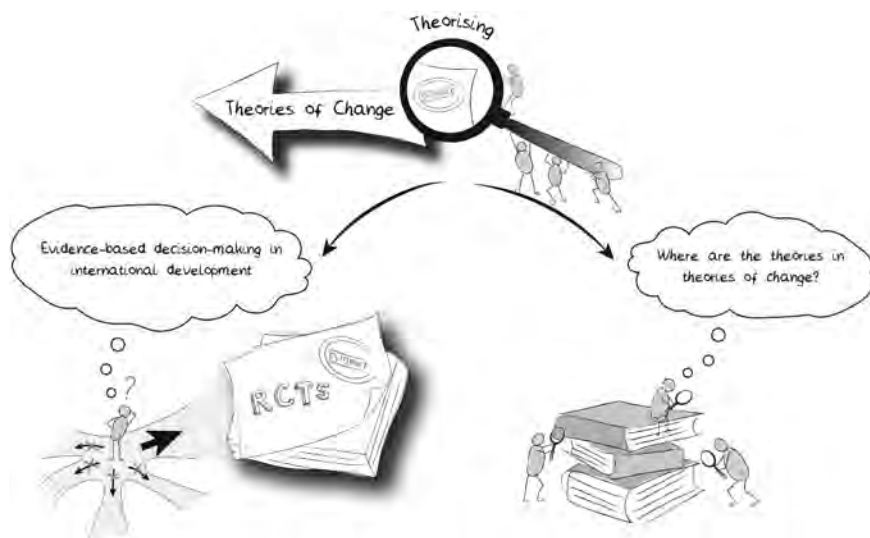 Theorising
Theories of Change
Evidence-based decision-making in
international development
Where are the theories in
theories of change?
?
RCTs